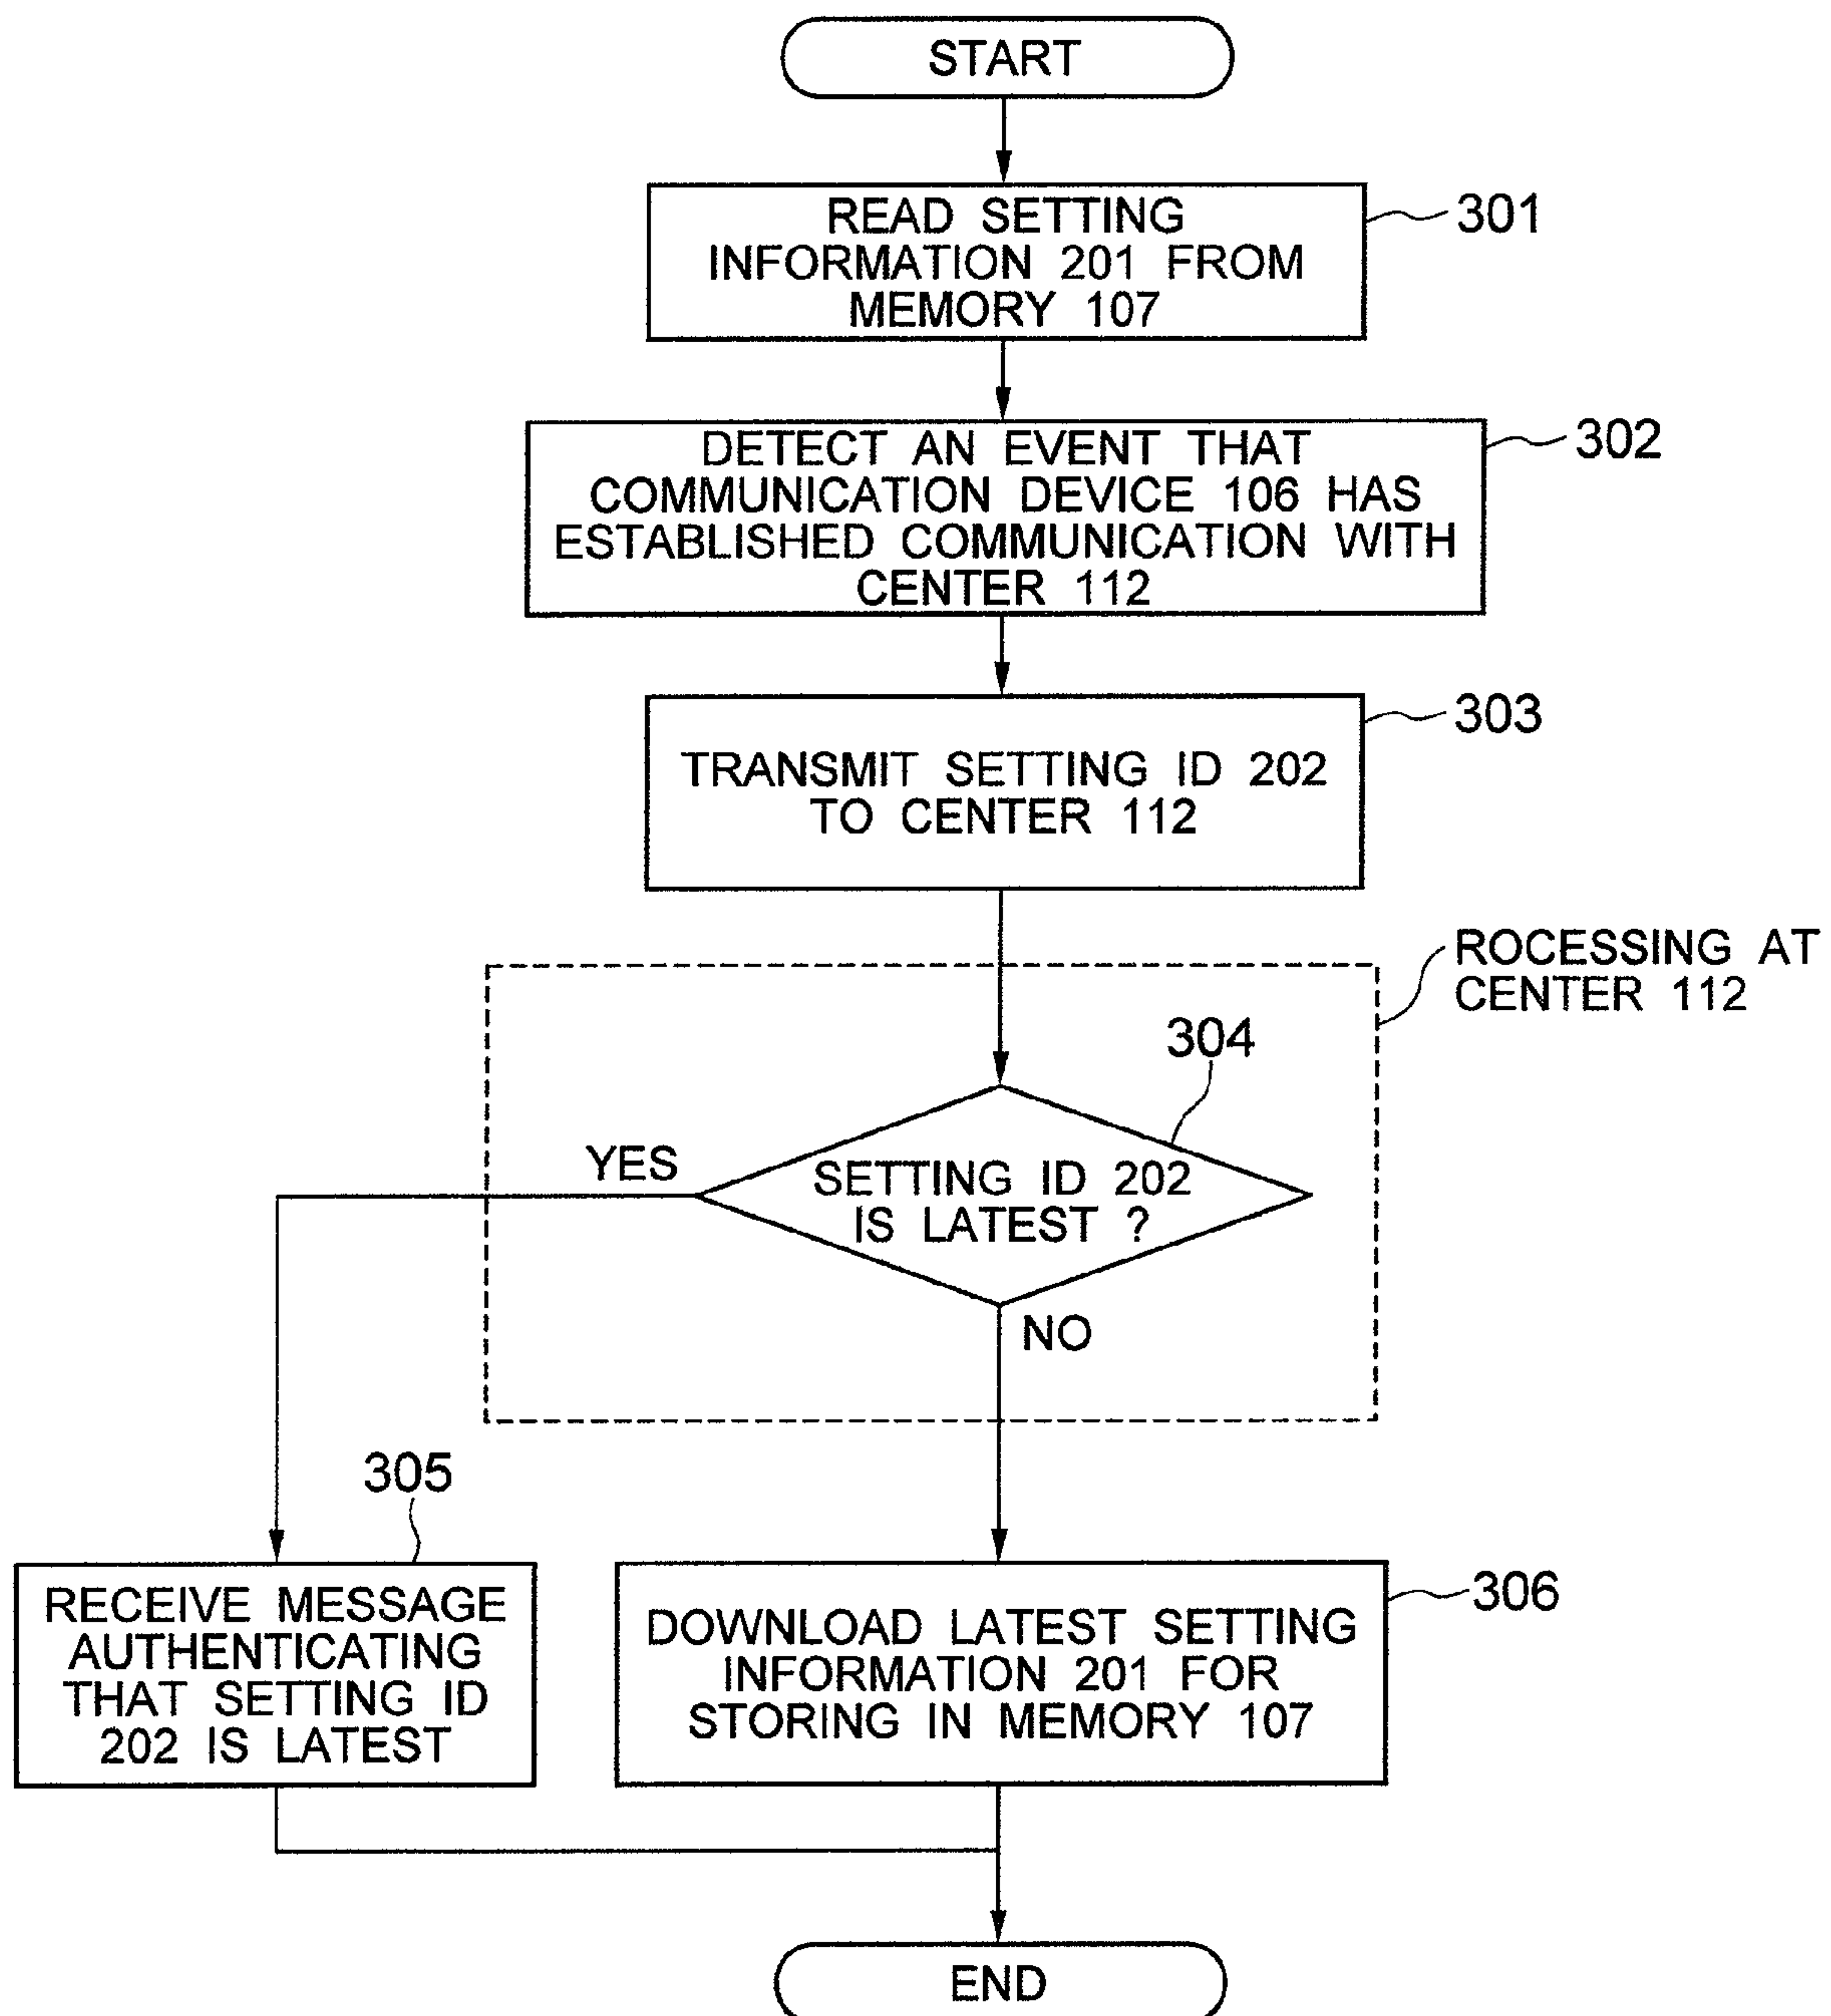 START
READ SETTING
INFORMATION 201 FROM
MEMORY 107
301
DETECT AN EVENT THAT
COMMUNICATION DEVICE 106 HAS
ESTABLISHED COMMUNICATION WITH
CENTER 112
302
TRANSMIT SETTING ID 202
TO CENTER 112
303
ROCESSING AT
CENTER 112
304
SETTING ID 202
IS LATEST ?
YES
NO
305
RECEIVE MESSAGE
AUTHENTICATING
THAT SETTING ID
202 IS LATEST
306
DOWNLOAD LATEST SETTING
INFORMATION 201 FOR
STORING IN MEMORY 107
END